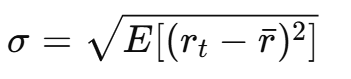 σ = √E[(r_t − r̄)²]